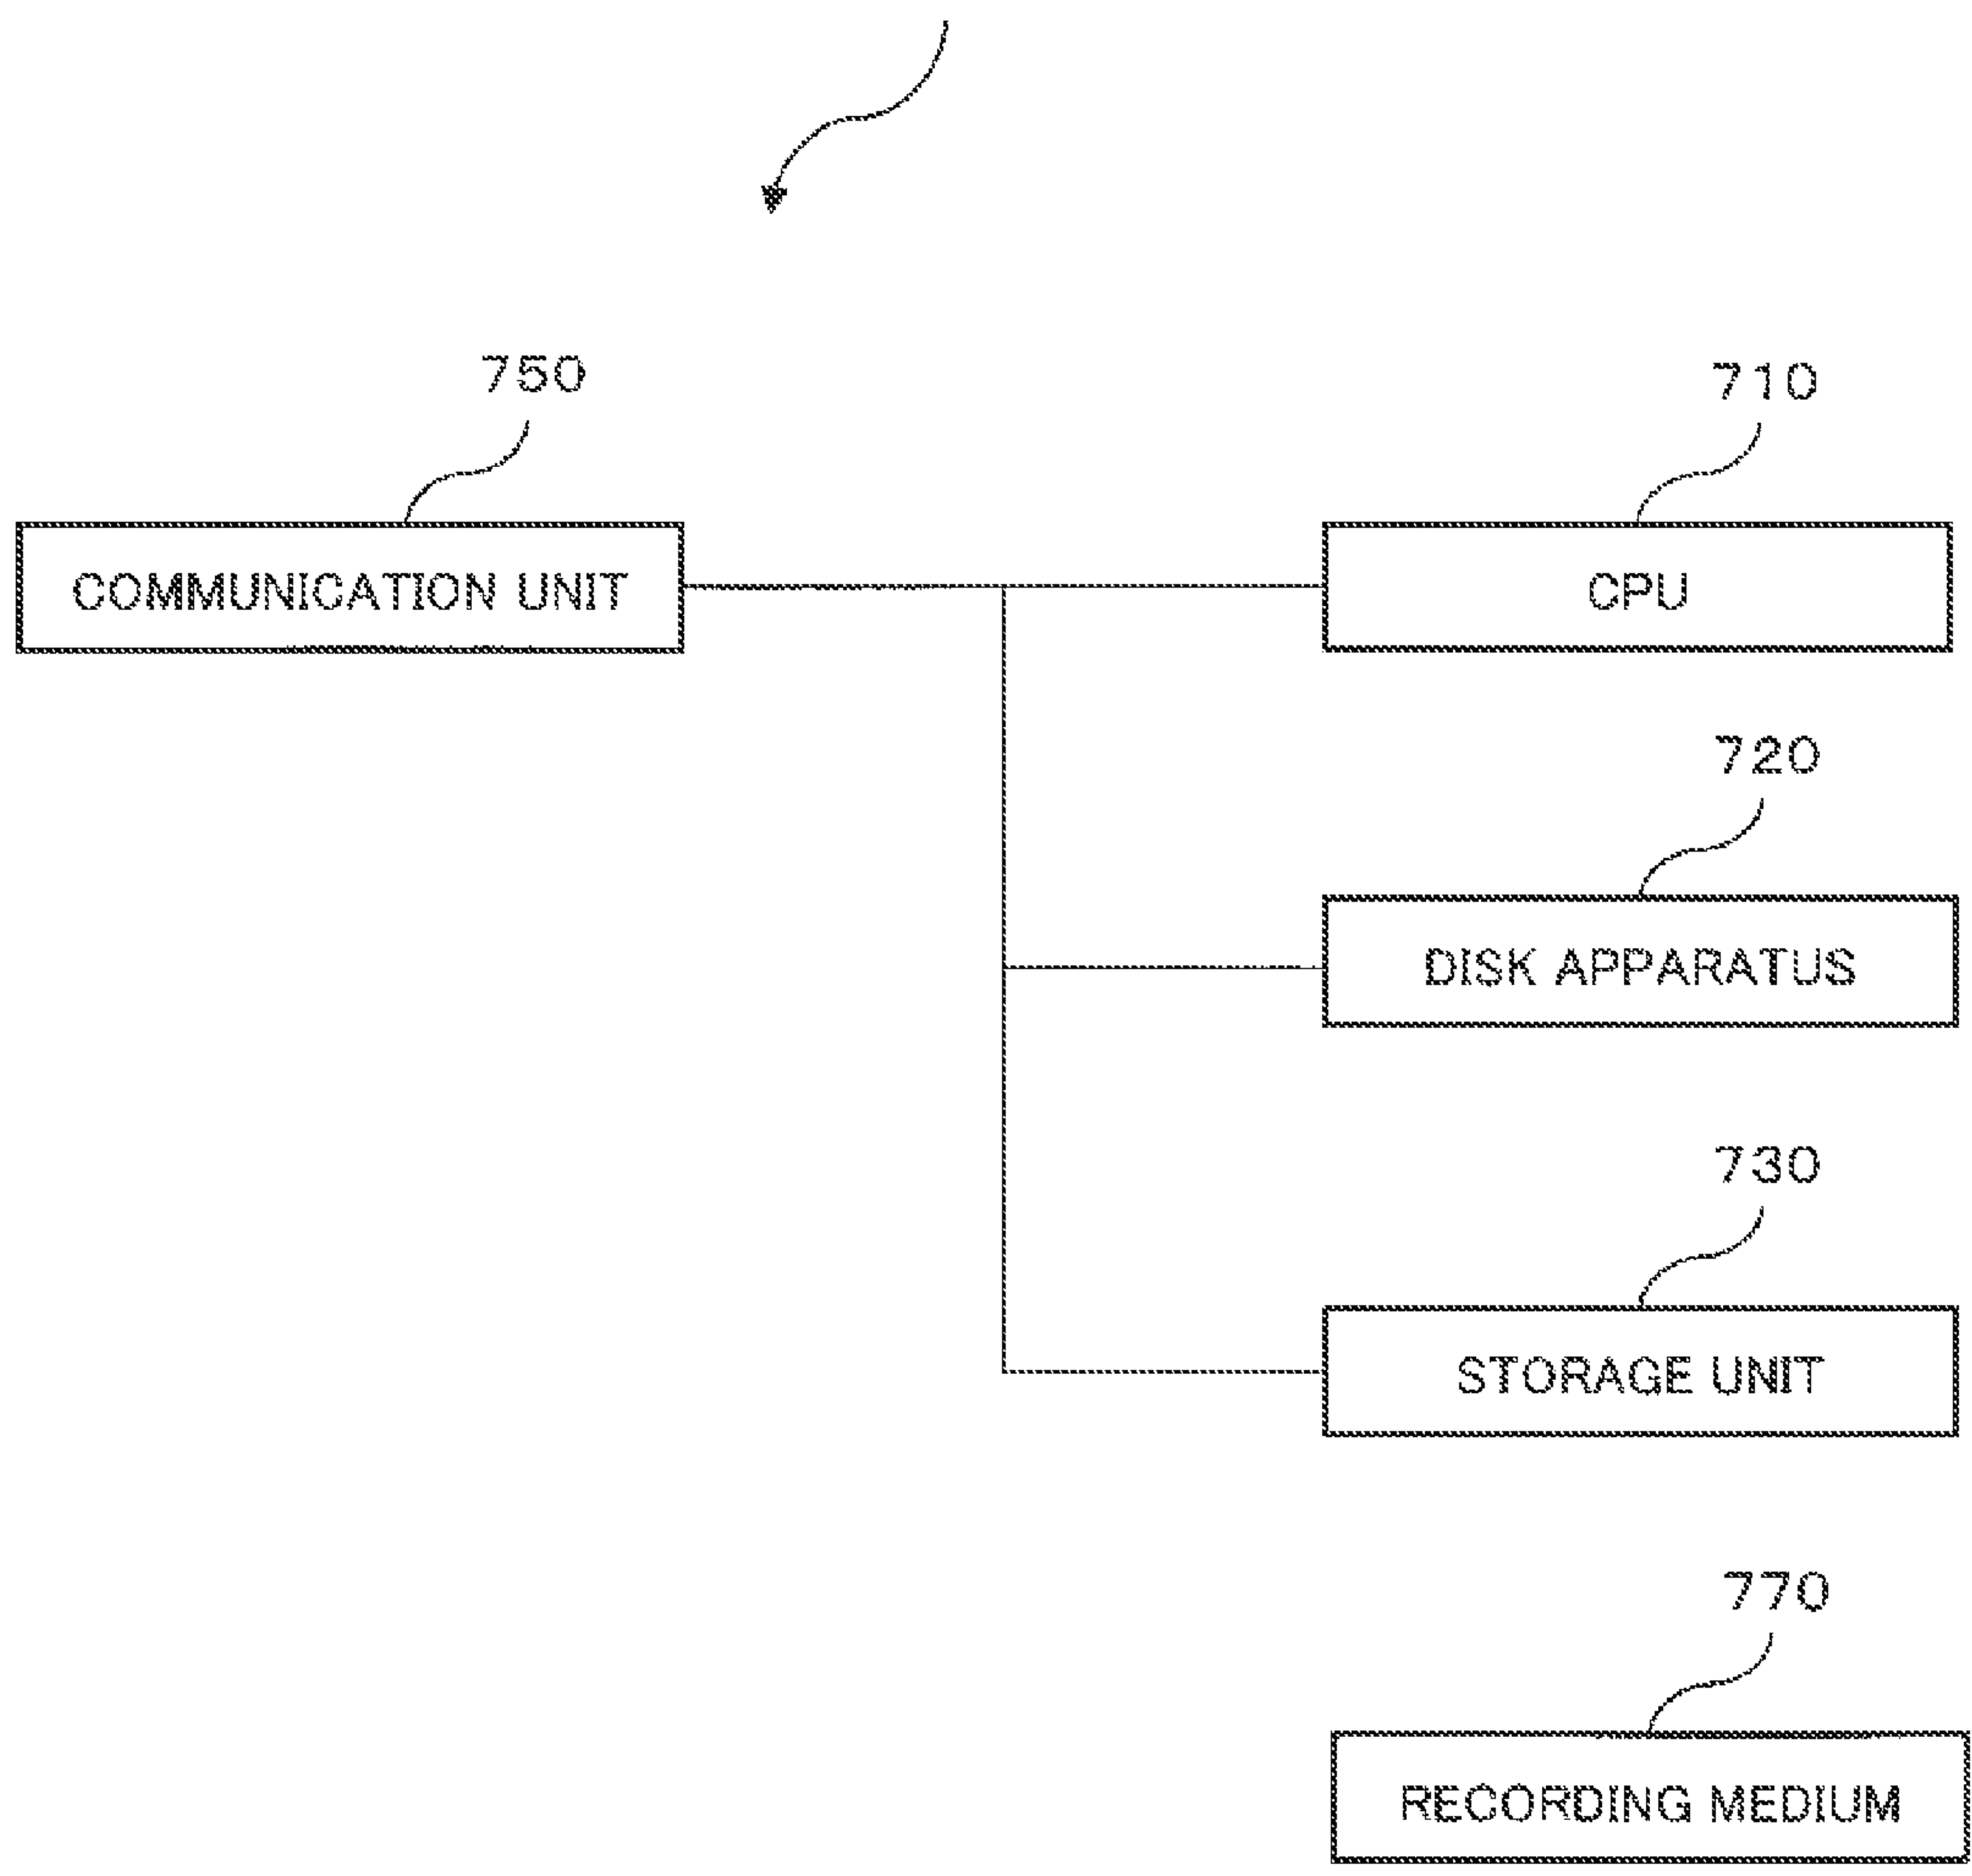 750
710
COMMUNICATION UNIT
CPU
720
DISK APPARATUS
730
STORAGE UNIT
770
RECORDING MEDIUM